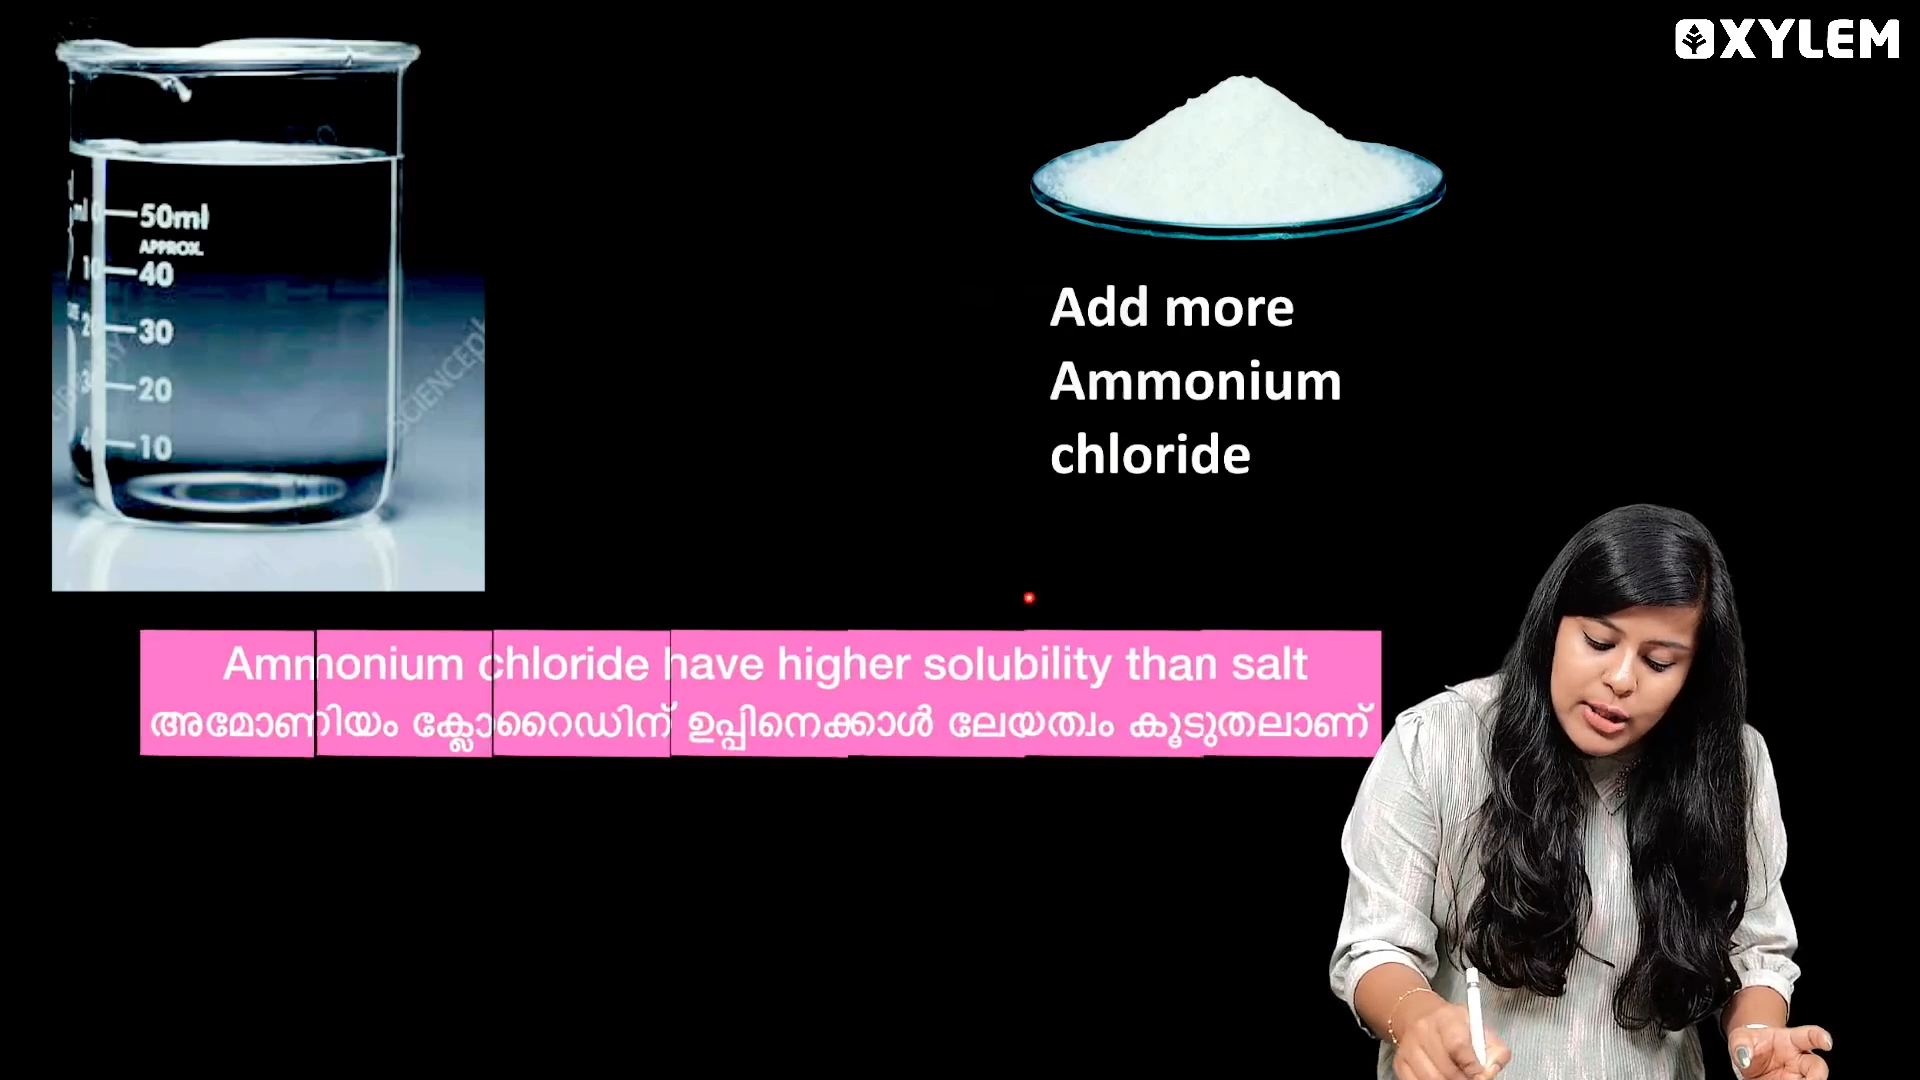 XYLEM
50ml
APPROX.
40
30
20
10
SCIENCEph
Add more
Ammonium
chloride
Ammonium chloride have higher solubility than salt
അമോണിയം ക്ലോറൈഡിന് ഉപ്പിനെക്കാൾ ലേയത്വം കൂടുതലാണ്